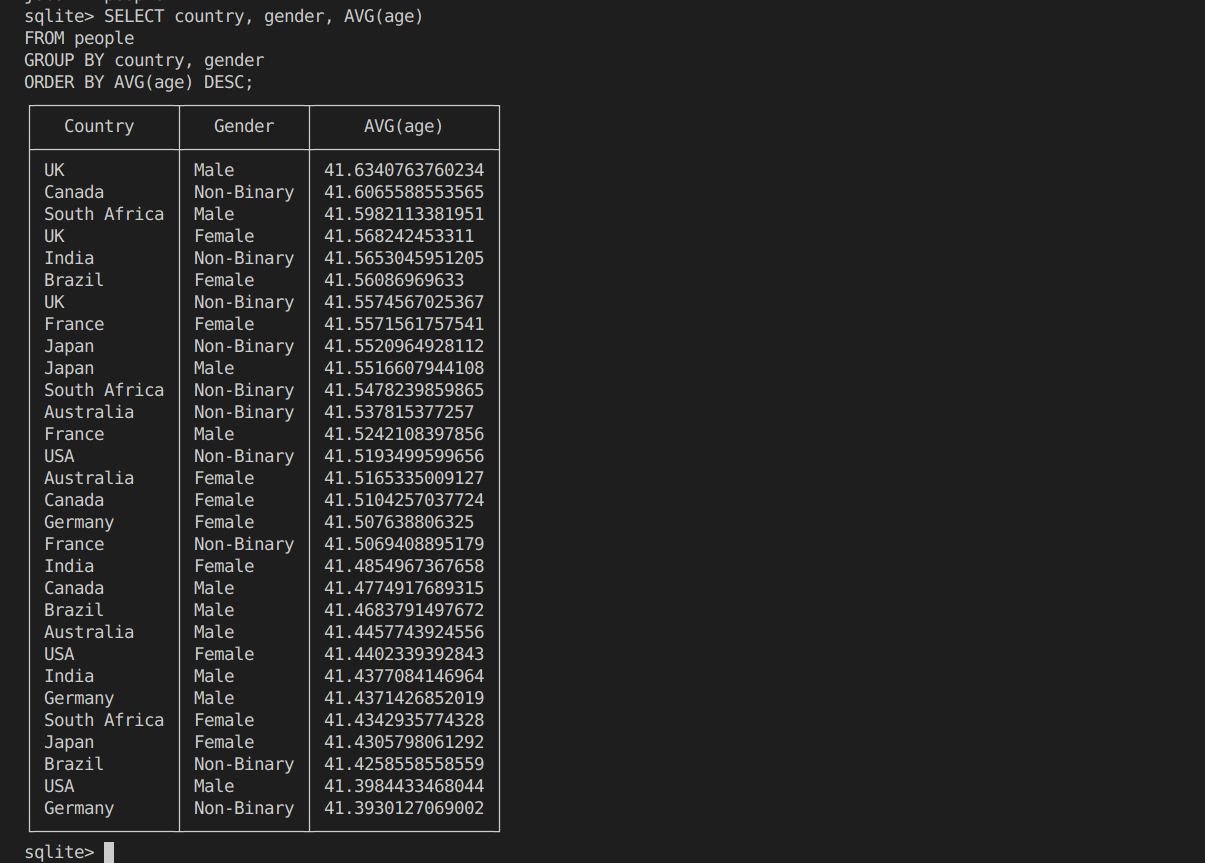 sqlite> SELECT country, gender, AVG(age)
FROM people
GROUP BY country, gender
ORDER BY AVG(age) DESC;
Country Gender AVG(age)
UK Male 41.6340763760234
Canada Non-Binary 41.6065588553565
South Africa Male 41.5982113381951
UK Female 41.568242453311
India Non-Binary 41.5653045951205
Brazil Female 41.56086969633
UK Non-Binary 41.5574567025367
France Female 41.5571561757541
Japan Non-Binary 41.5520964928112
Japan Male 41.5516607944108
South Africa Non-Binary 41.5478239859865
Australia Non-Binary 41.537815377257
France Male 41.5242108397856
USA Non-Binary 41.5193499599656
Australia Female 41.5165335009127
Canada Female 41.5104257037724
Germany Female 41.507638806325
France Non-Binary 41.5069408895179
India Female 41.4854967367658
Canada Male 41.4774917689315
Brazil Male 41.4683791497672
Australia Male 41.4457743924556
USA Female 41.4402339392843
India Male 41.4377084146964
Germany Male 41.4371426852019
South Africa Female 41.4342935774328
Japan Female 41.4305798061292
Brazil Non-Binary 41.4258558558559
USA Male 41.3984433468044
Germany Non-Binary 41.3930127069002
sqlite>